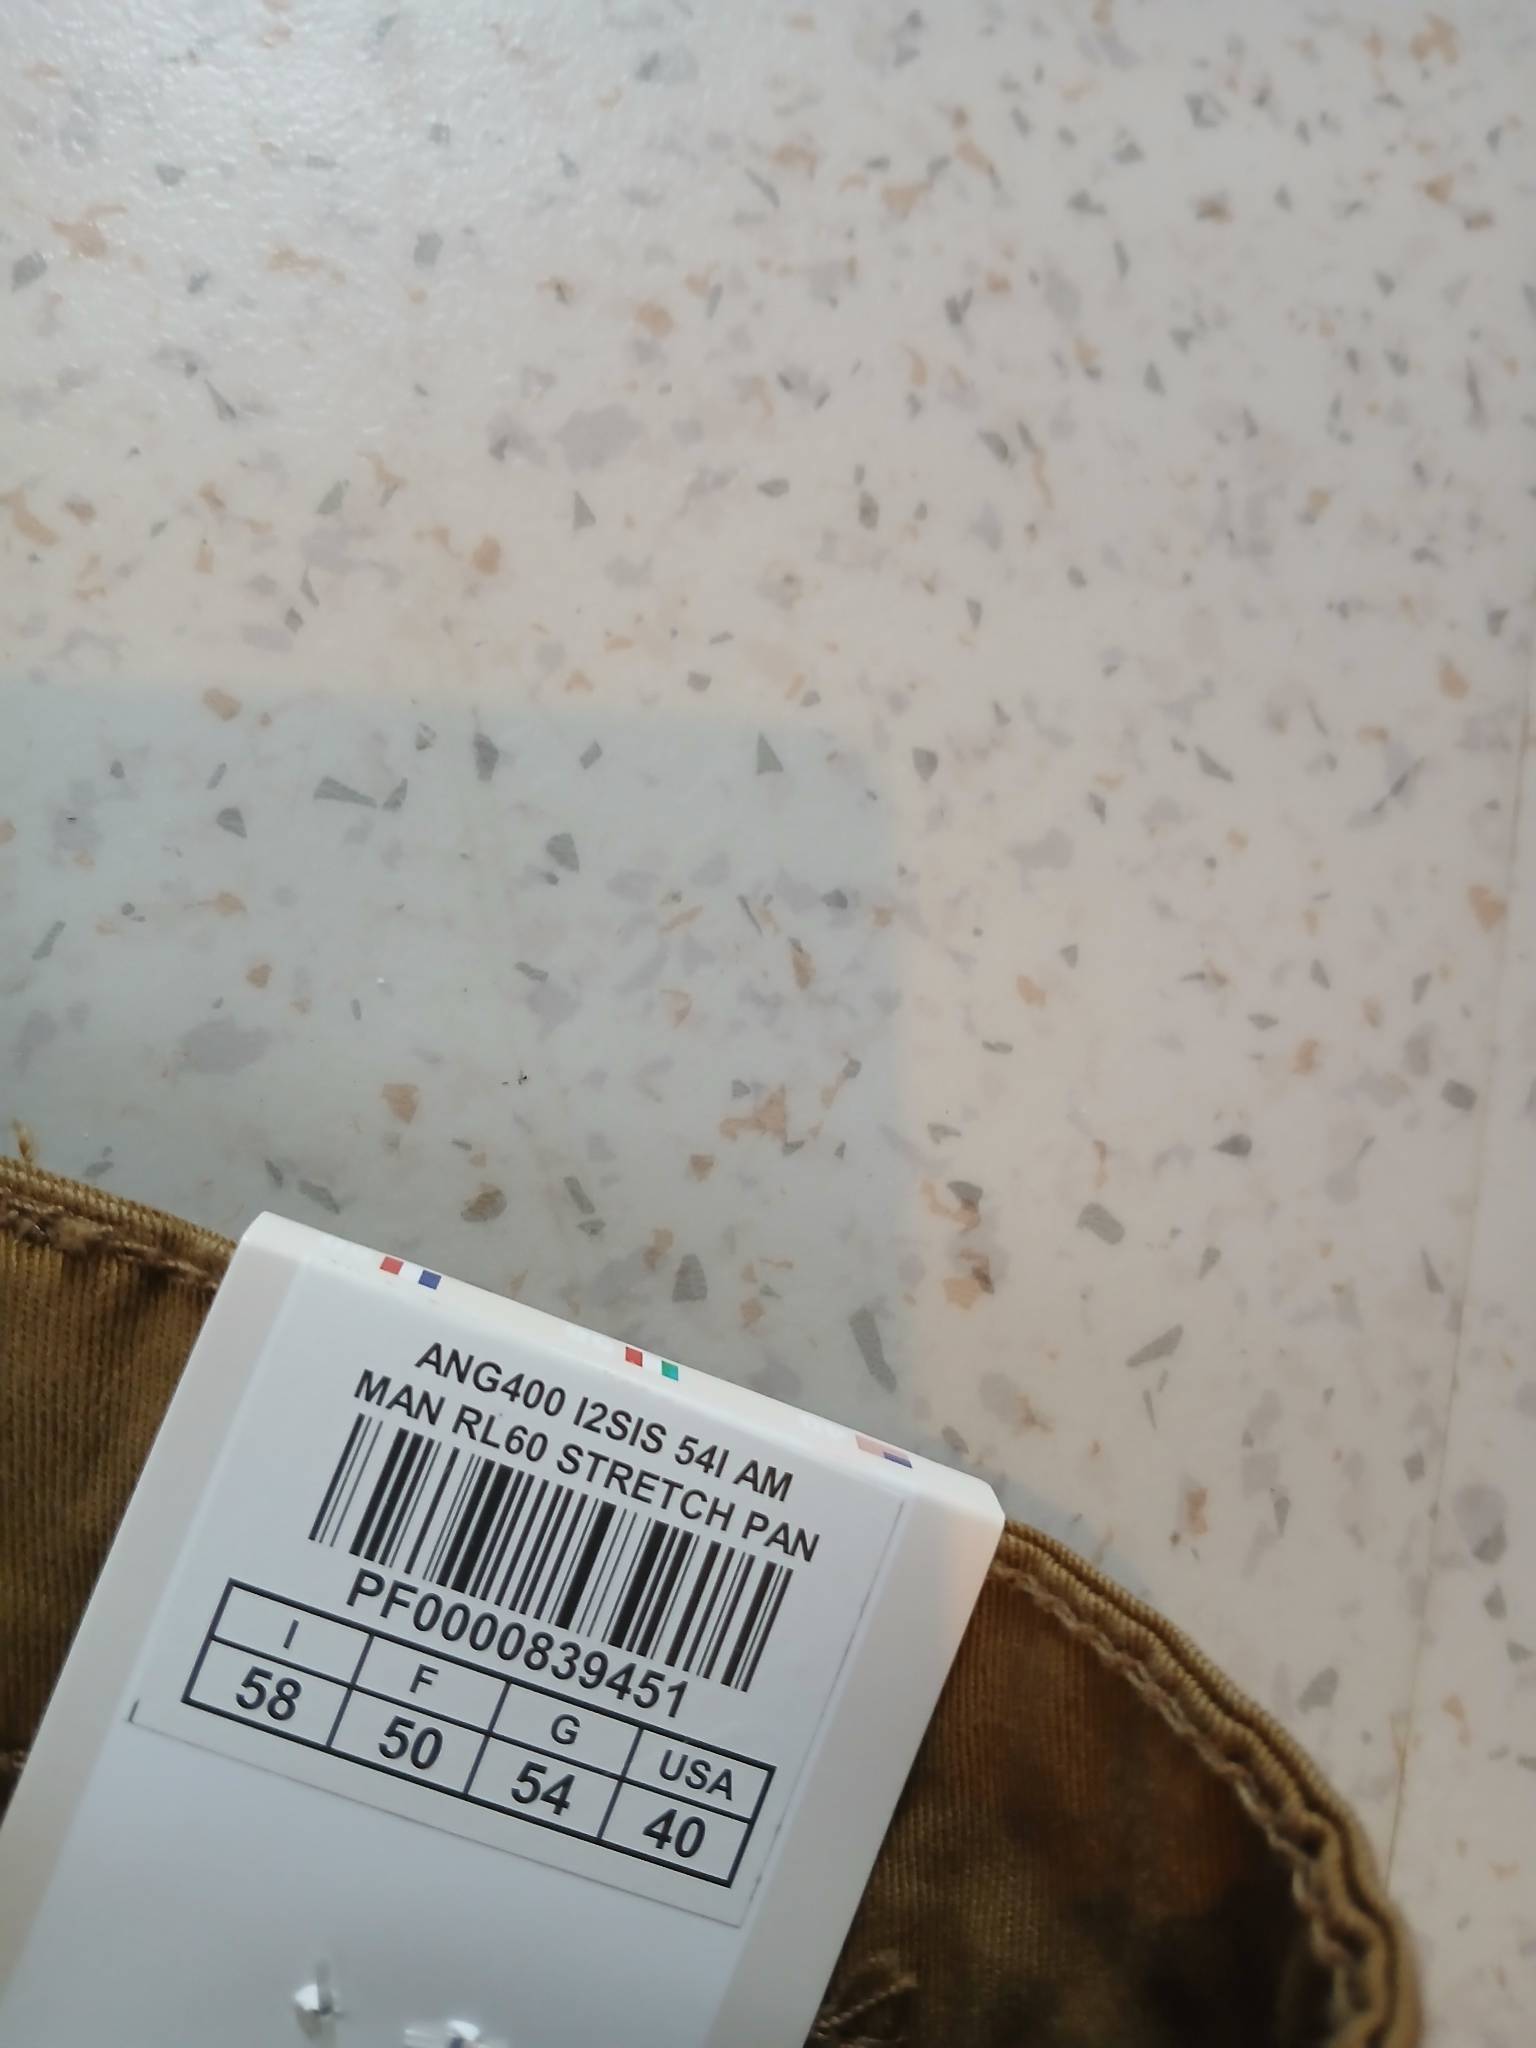 ANG400 I2SIS 54I AM
MAN RL60 STRETCH PAN
PF0000839451
I F G USA
58 50 54 40